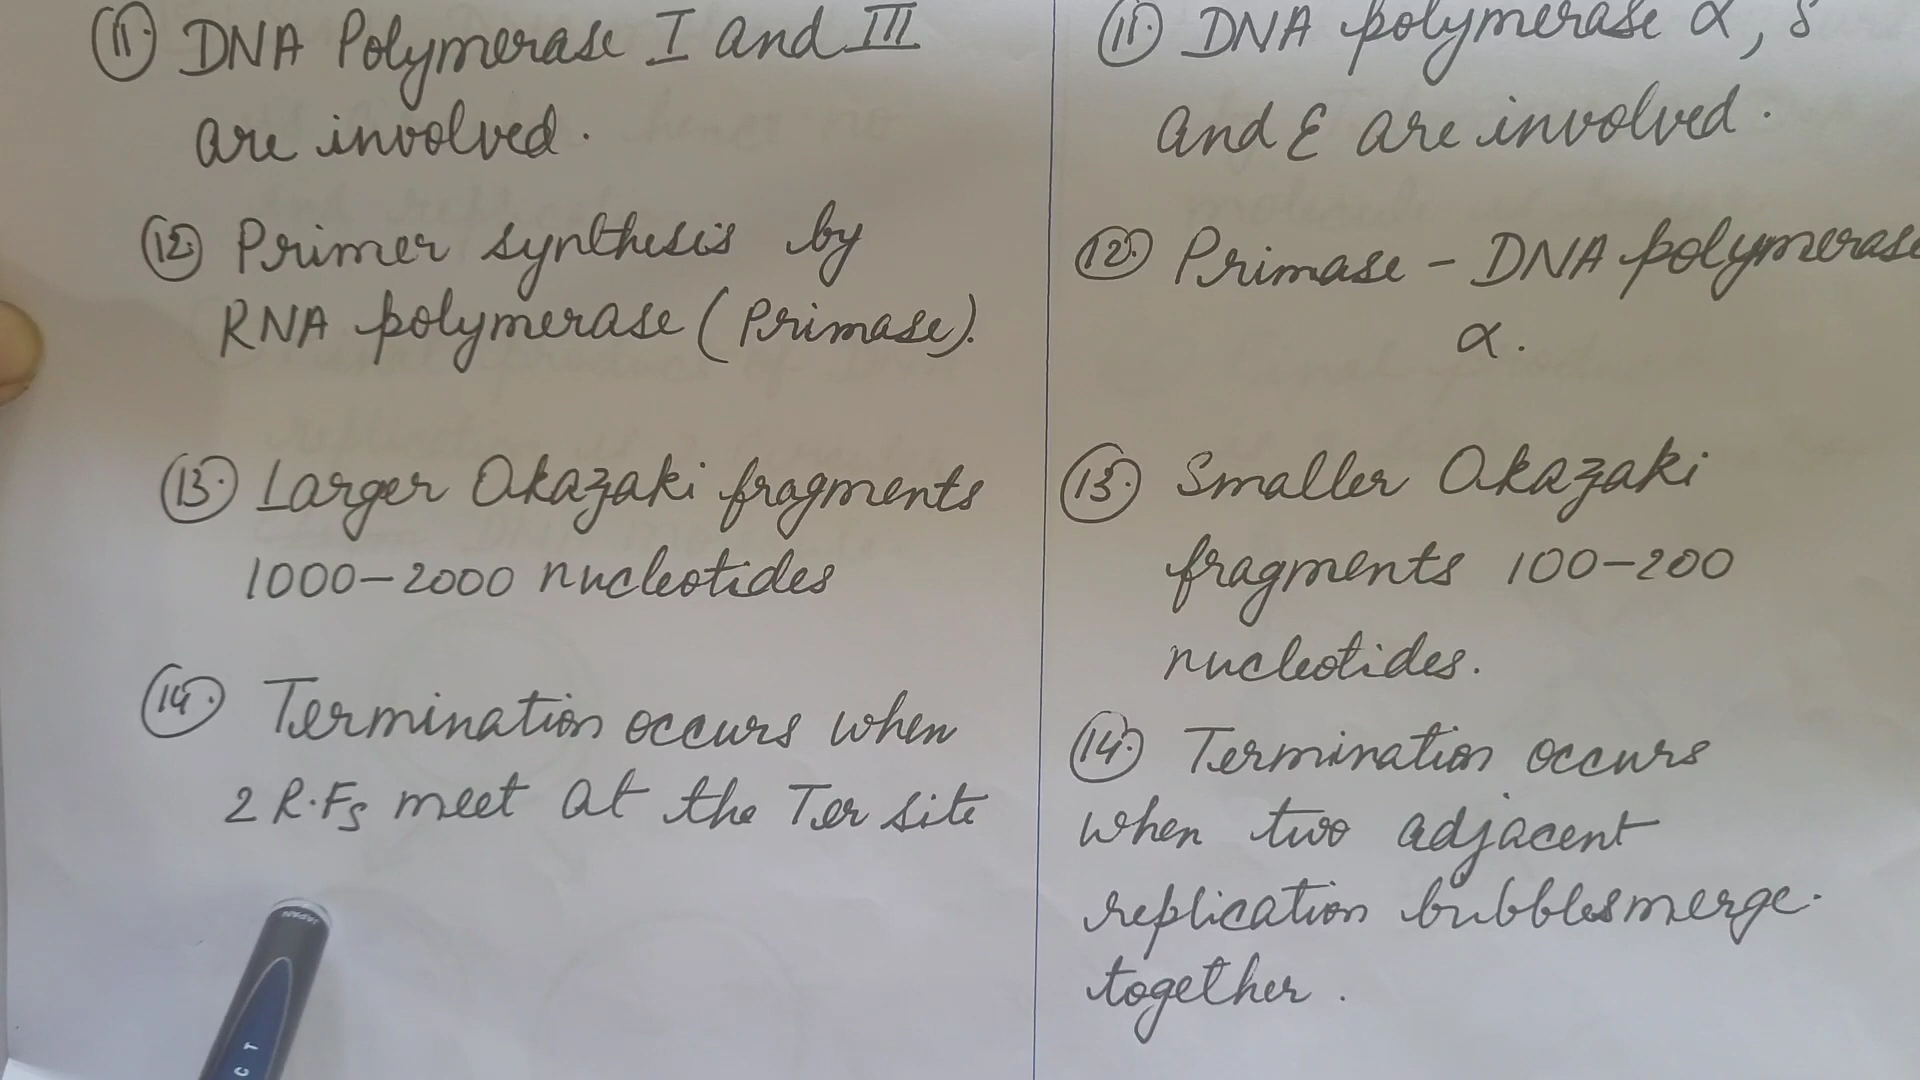 11. DNA Polymerase I and III
are involved.
12. Primer synthesis by
RNA polymerase (Primase).
13. Larger Okazaki fragments
1000-2000 nucleotides
14. Termination occurs when
2 R.Fs meet at the Ter site
11. DNA polymerase α, δ
and ε are involved.
12. Primase - DNA polymerase
α.
13. Smaller Okazaki
fragments 100-200
nucleotides.
14. Termination occurs
when two adjacent
replication bubbles merge.
together.
JAPAN
C T